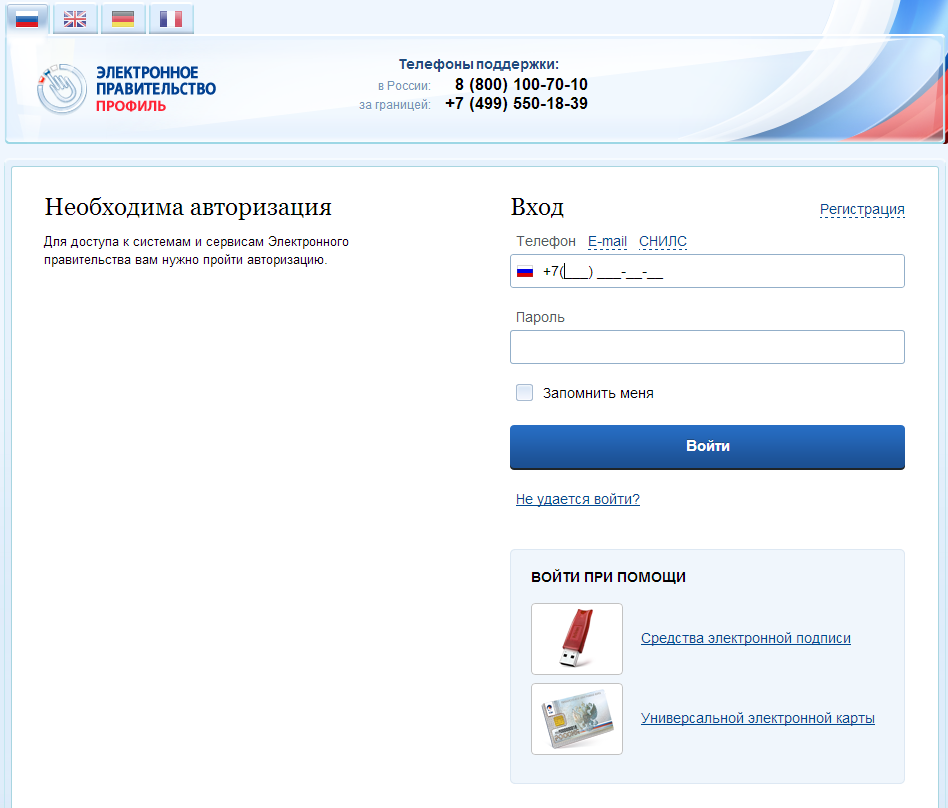 ЭЛЕКТРОННОЕ
ПРАВИТЕЛЬСТВО
ПРОФИЛЬ
Телефоны поддержки:
в России: 8 (800) 100-70-10
за границей: +7 (499) 550-18-39
Необходима авторизация
Для доступа к системам и сервисам Электронного
правительства вам нужно пройти авторизацию.
Вход
Регистрация
Телефон E-mail СНИЛС
+7(___) ___-__-__
Пароль
Запомнить меня
Войти
Не удается войти?
ВОЙТИ ПРИ ПОМОЩИ
Средства электронной подписи
Универсальной электронной карты